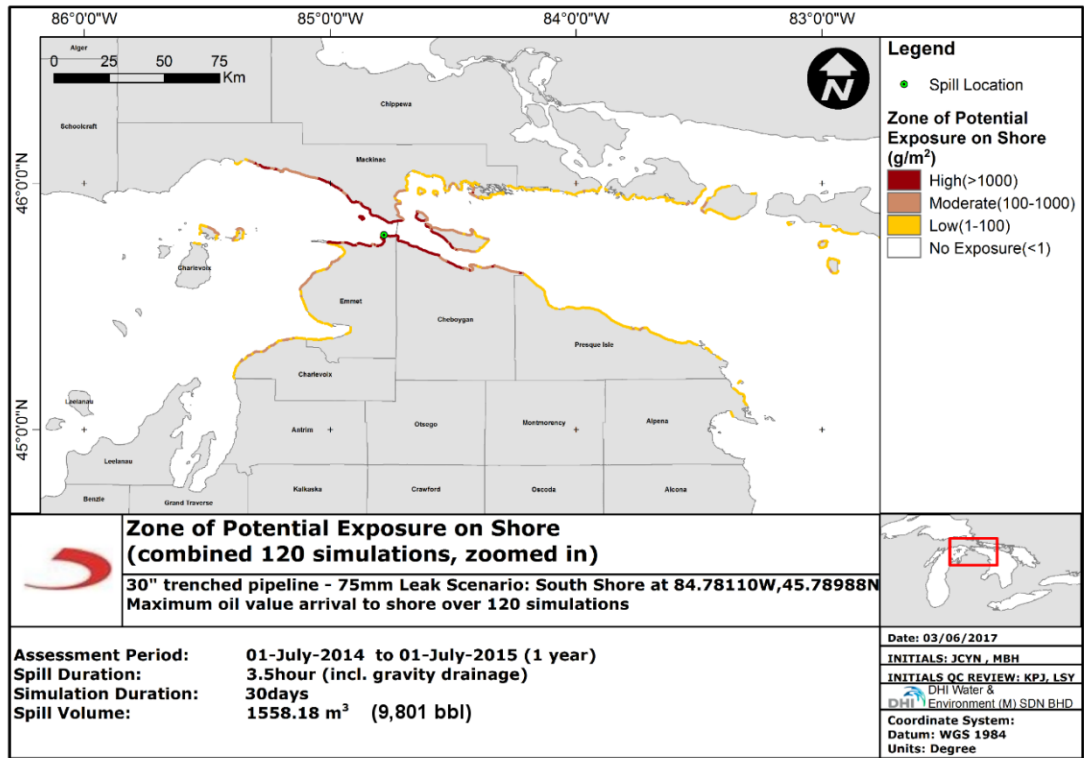 86°0'0"W 85°0'0"W 84°0'0"W 83°0'0"W
46°0'0"N
45°0'0"N
0 25 50 75
Km
N
Alger
Schoolcraft
Chippewa
Mackinac
Charlevoix
Emmet
Cheboygan
Presque Isle
Charlevoix
Leelanau
Antrim
Otsego
Montmorency
Alpena
Leelanau
Benzie
Grand Traverse
Kalkaska
Crawford
Oscoda
Alcona
Legend
Spill Location
Zone of Potential
Exposure on Shore
(g/m²)
High(>1000)
Moderate(100-1000)
Low(1-100)
No Exposure(<1)
Zone of Potential Exposure on Shore
(combined 120 simulations, zoomed in)
30" trenched pipeline - 75mm Leak Scenario: South Shore at 84.78110W,45.78988N
Maximum oil value arrival to shore over 120 simulations
Assessment Period: 01-July-2014 to 01-July-2015 (1 year)
Spill Duration: 3.5hour (incl. gravity drainage)
Simulation Duration: 30days
Spill Volume: 1558.18 m³ (9,801 bbl)
Date: 03/06/2017
INITIALS: JCYN , MBH
INITIALS QC REVIEW: KPJ, LSY
DHI
DHI Water &
Environment (M) SDN BHD
Coordinate System:
Datum: WGS 1984
Units: Degree